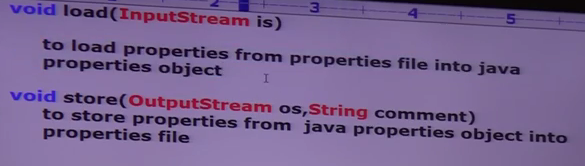 2 3 4 5
void load(InputStream is)
to load properties from properties file into java
properties object
void store(OutputStream os,String comment)
to store properties from java properties object into
properties file